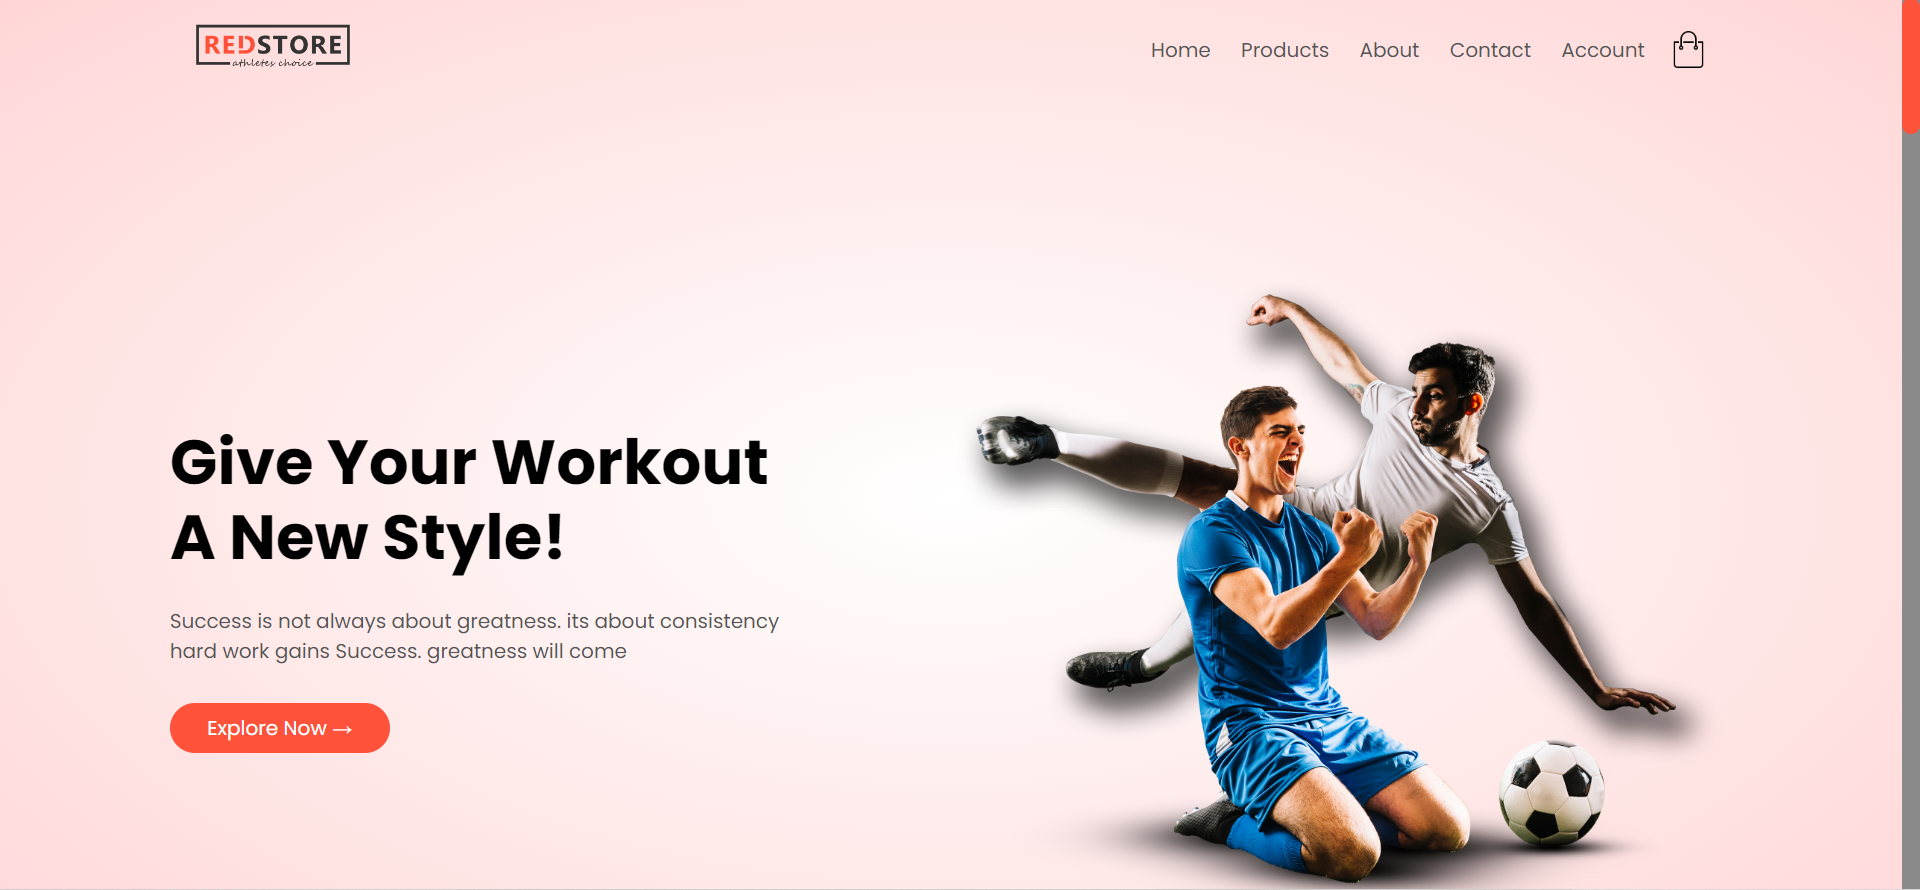 REDSTORE
athletes choice
Home Products About Contact Account
Give Your Workout
A New Style!
Success is not always about greatness. its about consistency
hard work gains Success. greatness will come
Explore Now →